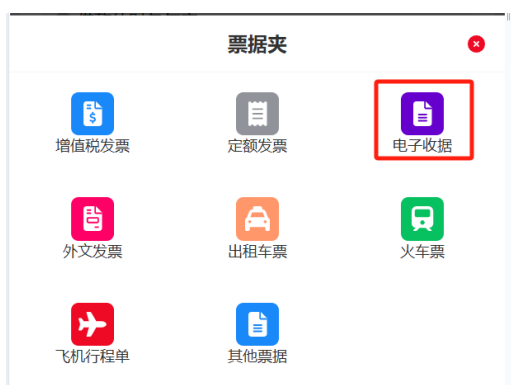 票据夹
增值税发票
定额发票
电子收据
外文发票
出租车票
火车票
飞机行程单
其他票据